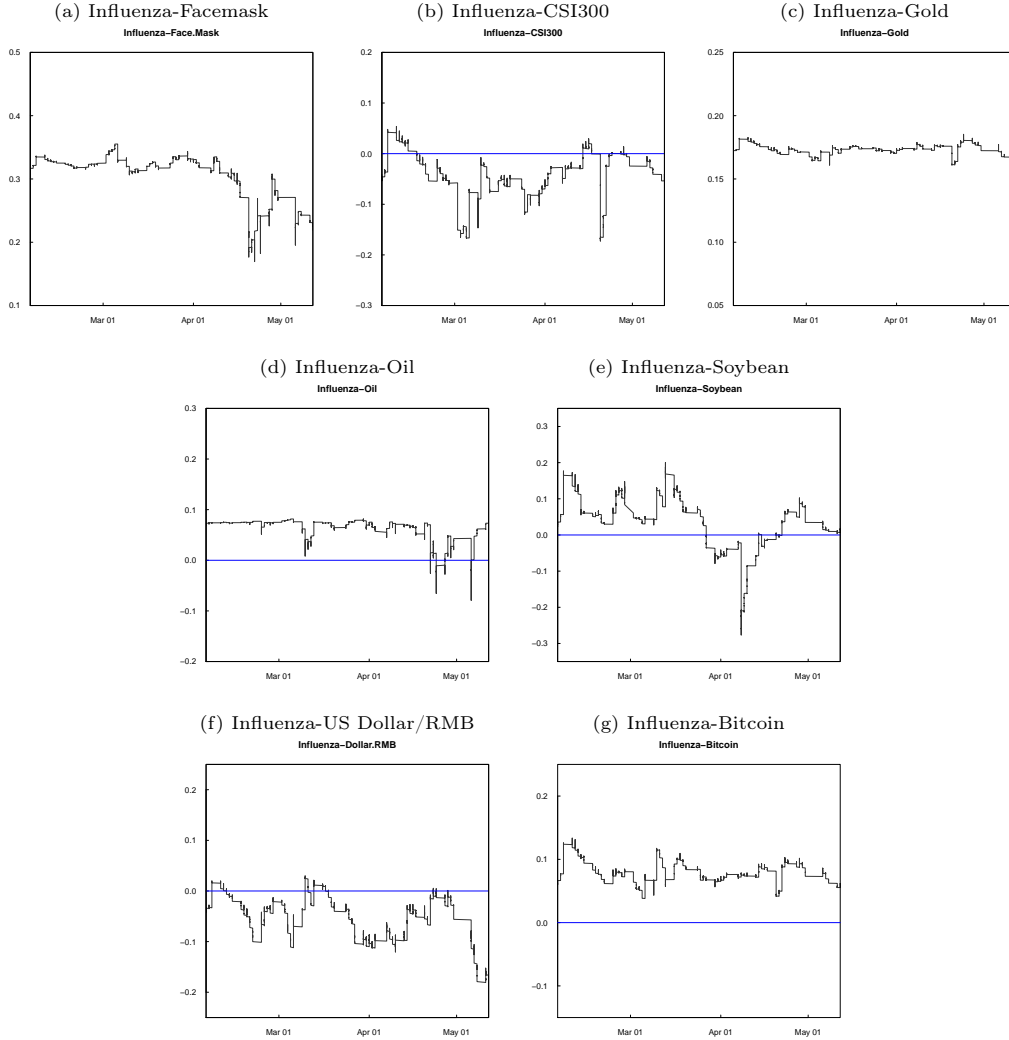 (a) Influenza-Facemask
(b) Influenza-CSI300
(c) Influenza-Gold
Influenza−Face.Mask
Influenza−CSI300
Influenza−Gold
0.5
0.4
0.3
0.2
0.1
Mar 01 Apr 01 May 01
0.2
0.1
0.0
−0.1
−0.2
−0.3
Mar 01 Apr 01 May 01
0.25
0.20
0.15
0.10
0.05
Mar 01 Apr 01 May 01
(d) Influenza-Oil
(e) Influenza-Soybean
Influenza−Oil
Influenza−Soybean
0.3
0.2
0.1
0.0
−0.1
−0.2
Mar 01 Apr 01 May 01
0.3
0.2
0.1
0.0
−0.1
−0.2
−0.3
Mar 01 Apr 01 May 01
(f) Influenza-US Dollar/RMB
(g) Influenza-Bitcoin
Influenza−Dollar.RMB
Influenza−Bitcoin
0.2
0.1
0.0
−0.1
−0.2
Mar 01 Apr 01 May 01
0.2
0.1
0.0
−0.1
Mar 01 Apr 01 May 01